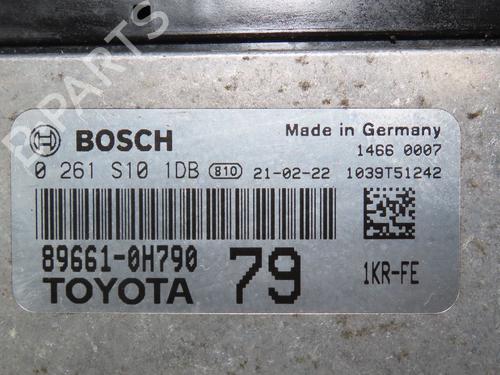 B PARTS
BOSCH
Made in Germany
1466 0007
0 261 S10 1DB 810 21-02-22 1039T51242
89661-0H790
TOYOTA
79
1KR-FE